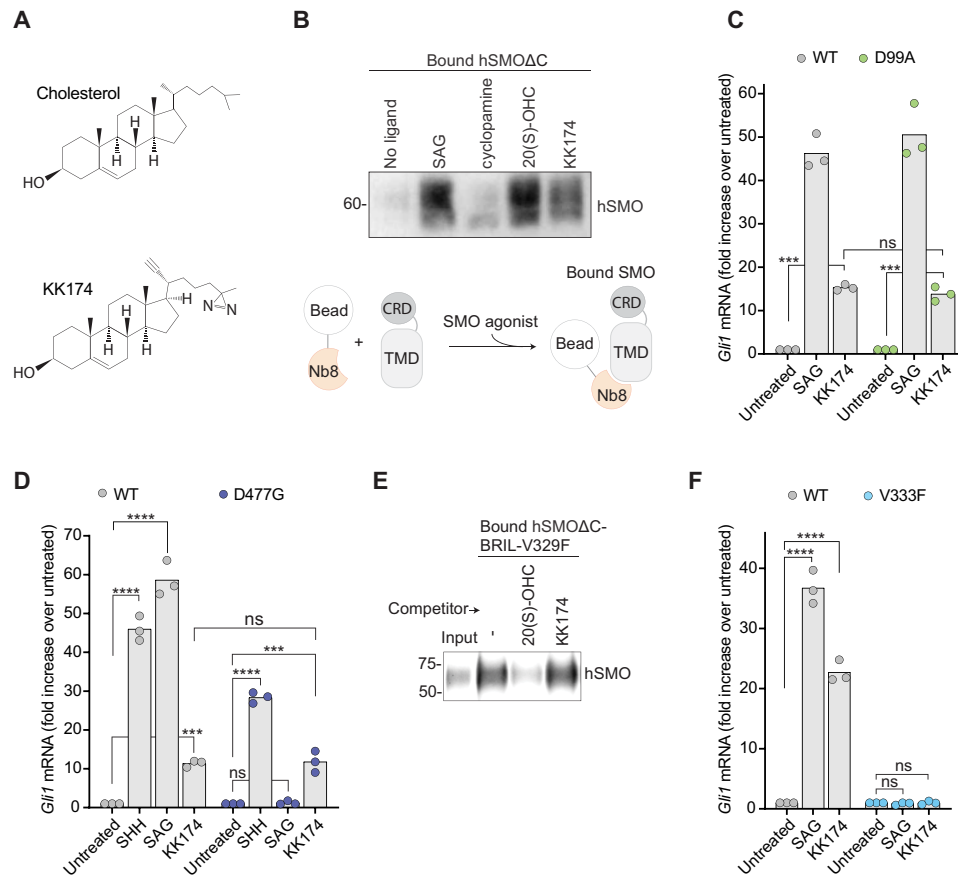 A
Cholesterol
H
H
H
HO
KK174
H
H
H
H
N
N
HO
B
Bound hSMOΔC
No ligand
SAG
cyclopamine
20(S)-OHC
KK174
60-
hSMO
Bead
Nb8
+
CRD
TMD
SMO agonist
Bound SMO
Bead
Nb8
CRD
TMD
C
WT
D99A
Gli1 mRNA (fold increase over untreated)
60
50
40
30
20
10
0
***
***
ns
Untreated
SAG
KK174
Untreated
SAG
KK174
D
WT
D477G
Gli1 mRNA (fold increase over untreated)
70
60
50
40
30
20
10
0
****
****
***
ns
***
****
ns
Untreated
SHH
SAG
KK174
Untreated
SHH
SAG
KK174
E
Bound hSMOΔC-
BRIL-V329F
Competitor→
Input
-
20(S)-OHC
KK174
75-
50-
hSMO
F
WT
V333F
Gli1 mRNA (fold increase over untreated)
40
30
20
10
0
****
****
ns
ns
Untreated
SAG
KK174
Untreated
SAG
KK174